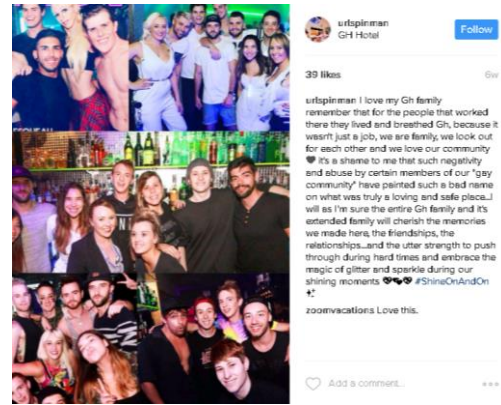 urlspinman
GH Hotel
Follow
39 likes
6w
urlspinman I love my Gh family
remember that for the people that worked
there they lived and breathed Gh, because it
wasn't just a job, we are family, we look out
for each other and we love our community
🖤 it's a shame to me that such negativity
and abuse by certain members of our "gay
community" have painted such a bad name
on what was truly a loving and safe place..I
will as I'm sure the entire Gh family and it's
extended family will cherish the memories
we made here, the friendships, the
relationships...and the utter strength to push
through during hard times and embrace the
magic of glitter and sparkle during our
shining moments #ShineOnAndOn
zoomvacations Love this.
Add a comment...